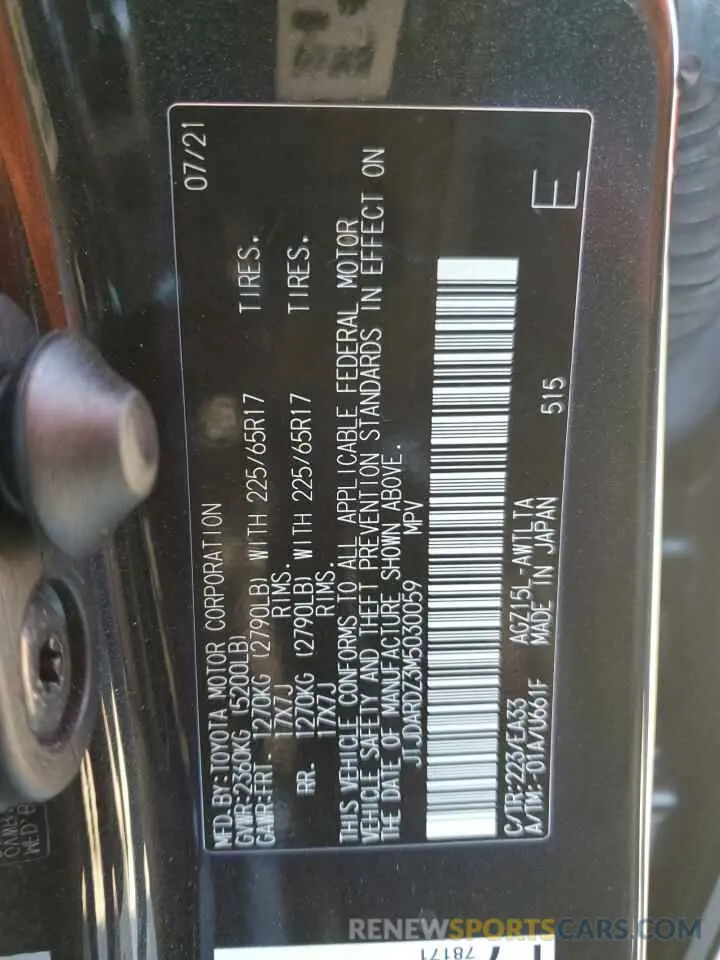 MFD. BY: TOYOTA MOTOR CORPORATION 07/21
GVWR: 2360KG (5200LB)
GAWR: FRT. 1270KG (2790LB) WITH 225/65R17 TIRES.
17X7J RIMS.
RR. 1270KG (2790LB) WITH 225/65R17 TIRES.
17X7J RIMS.
THIS VEHICLE CONFORMS TO ALL APPLICABLE FEDERAL MOTOR
VEHICLE SAFETY AND THEFT PREVENTION STANDARDS IN EFFECT ON
THE DATE OF MANUFACTURE SHOWN ABOVE.
JTJDARDZ3M5030059 MPV
C/TR: 223/EA33 AGZ15L-AWTLTA
A/TM: -01A/U661F MADE IN JAPAN 515 E
78171
RENEWSPORTSCARS.COM